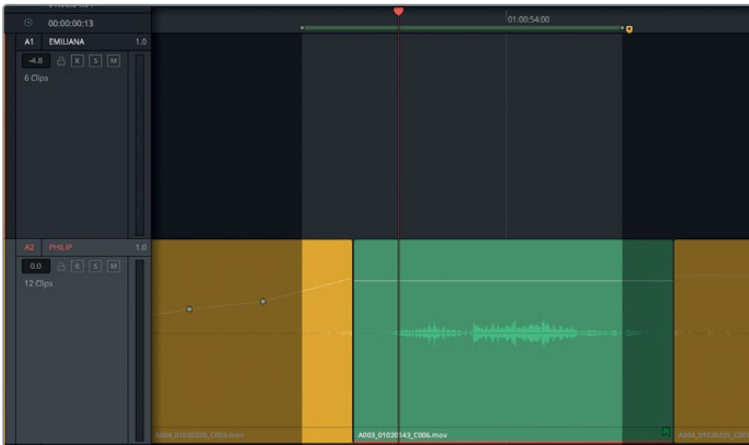 00:00:00:13
01:00:54:00
A1 EMILIANA 1.0
-4.8 R S M
6 Clips
A2 PHILIP 1.0
0.0 R S M
12 Clips
A003_01020143_C006.mov